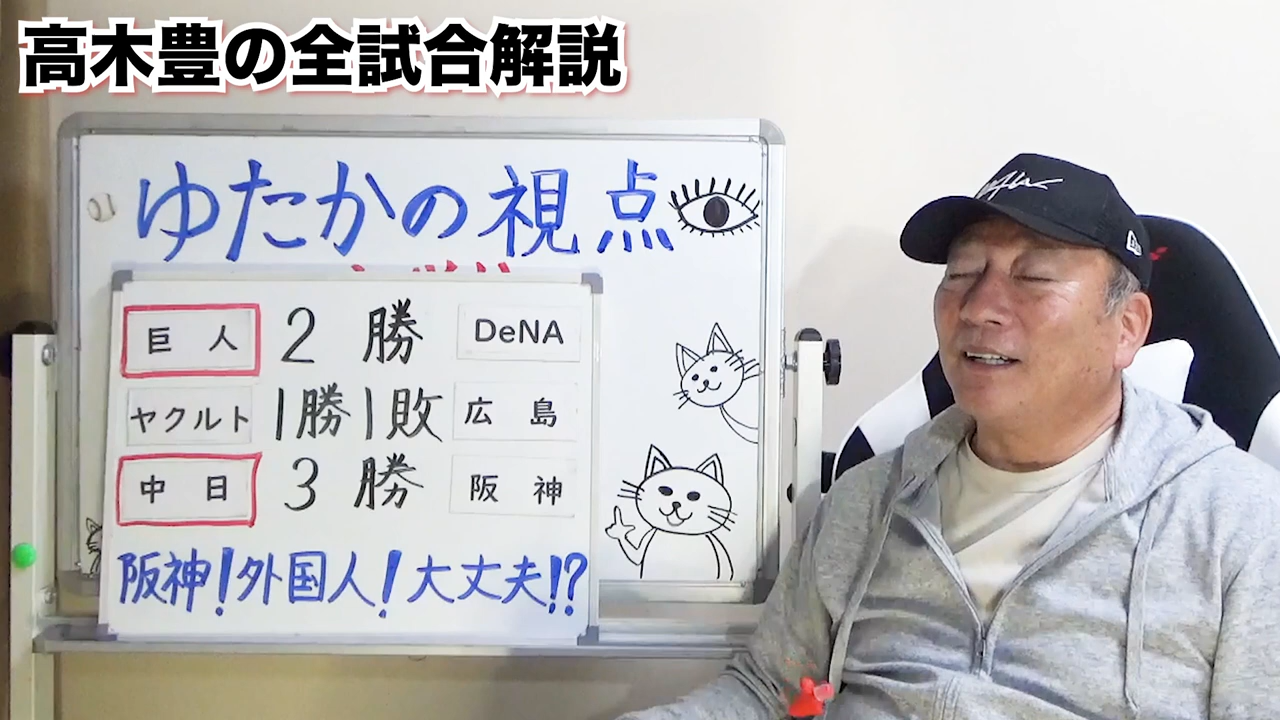 高木豊の全試合解説
ゆたかの視点
巨人 2勝 DeNA
ヤクルト 1勝1敗 広島
中日 3勝 阪神
阪神!外国人!大丈夫!?